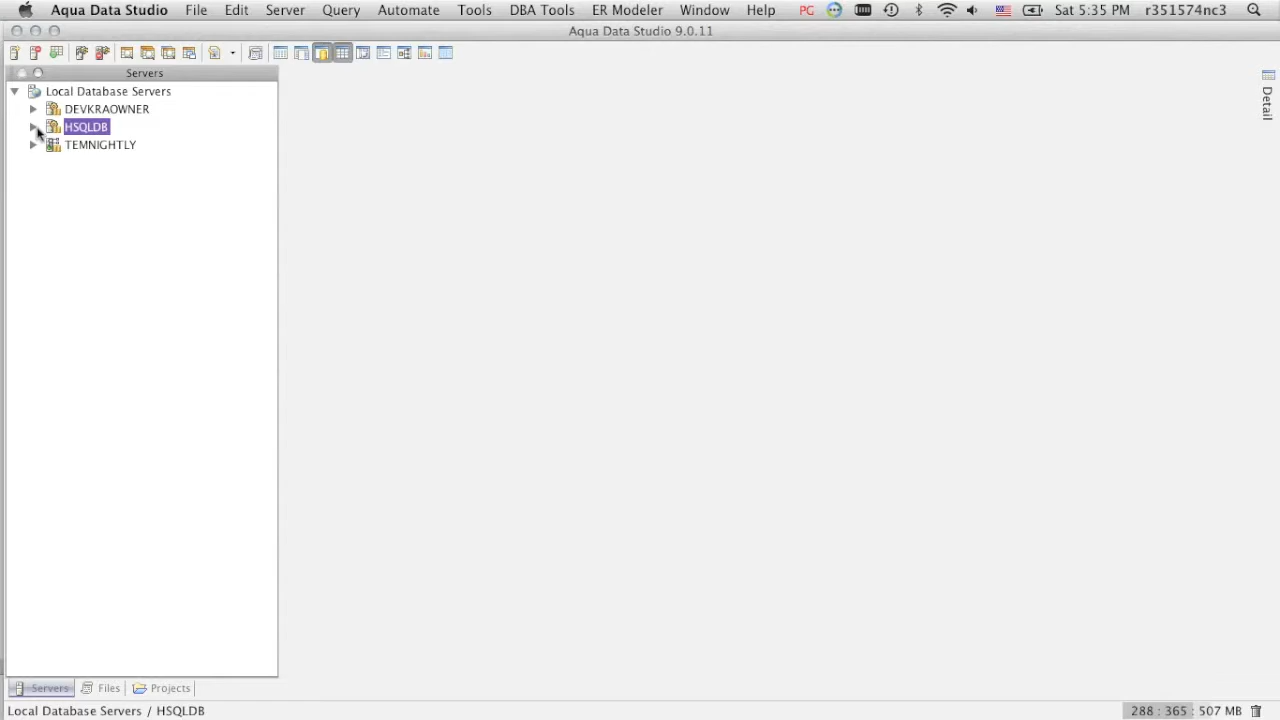 Aqua Data Studio File Edit Server Query Automate Tools DBA Tools ER Modeler Window Help PG Sat 5:35 PM r351574nc3
Aqua Data Studio 9.0.11
Servers
Local Database Servers
DEVKRAOWNER
HSQLDB
TEMNIGHTLY
Detail
Servers Files Projects
Local Database Servers / HSQLDB 288 : 365 : 507 MB